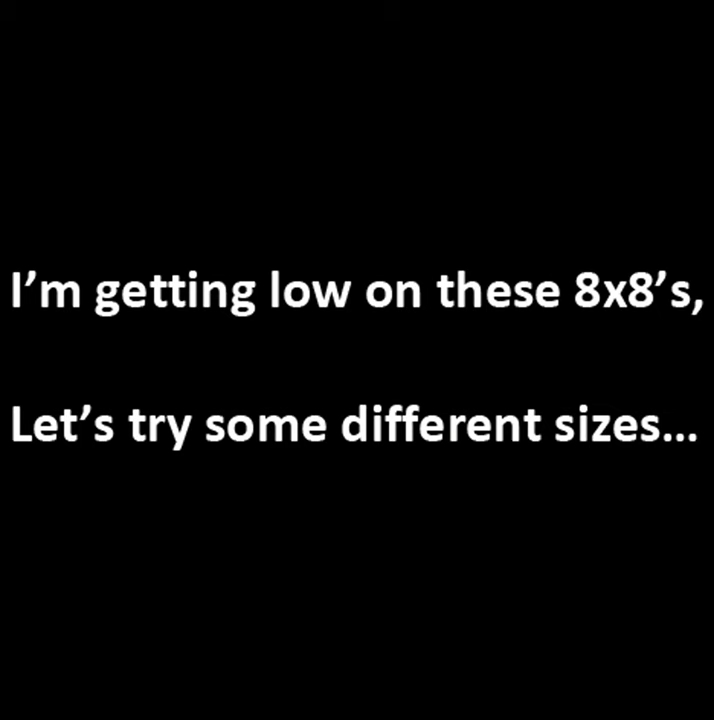 I’m getting low on these 8x8’s,
Let’s try some different sizes...